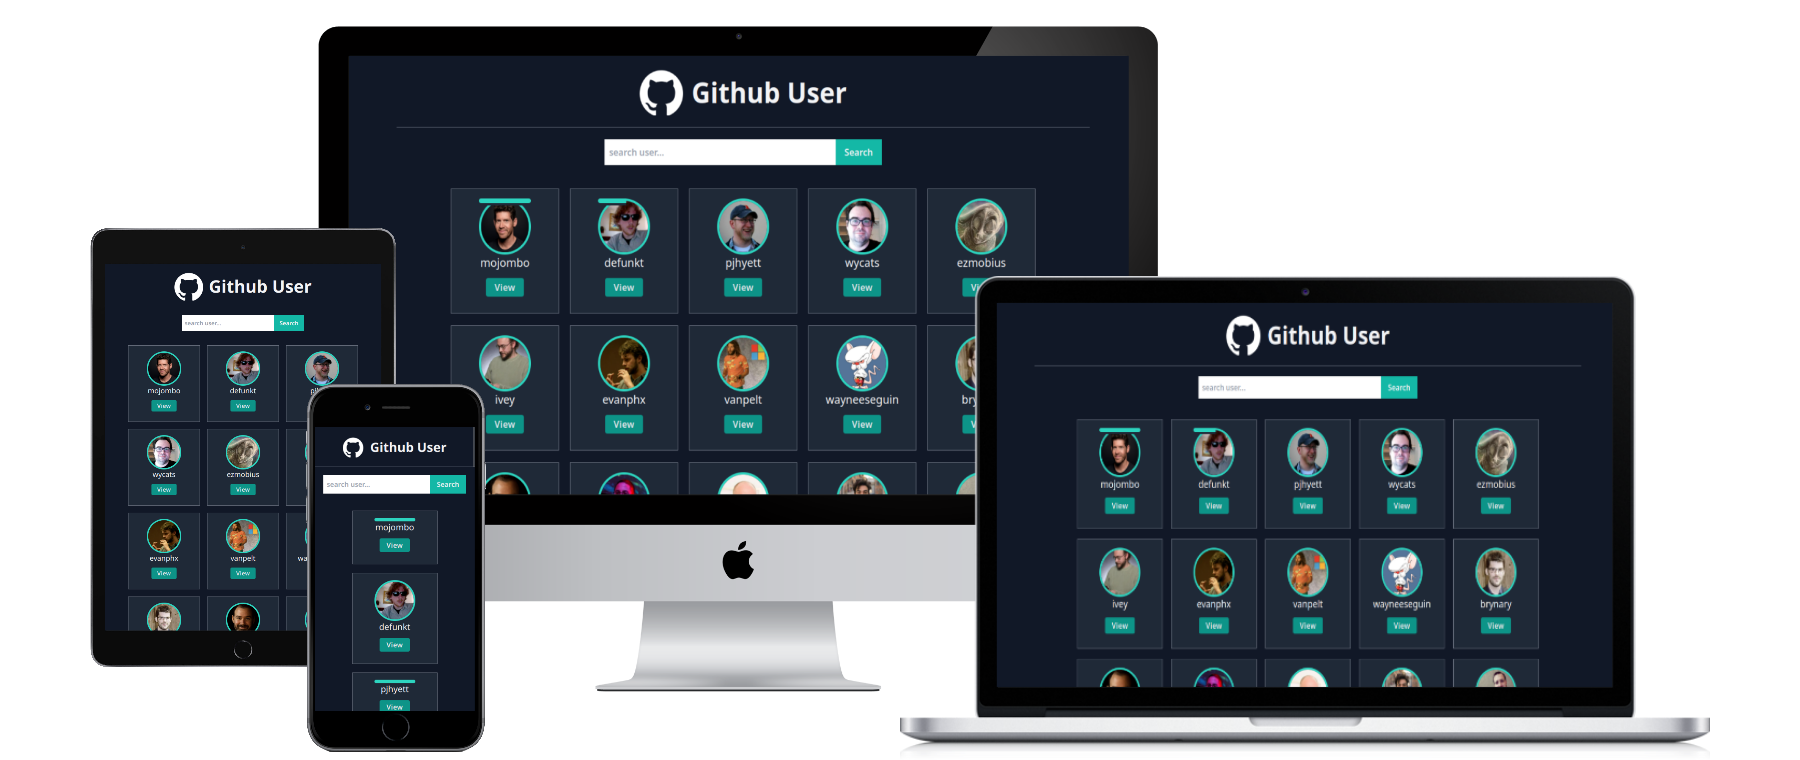 Github User
search user...
Search
mojombo
defunkt
pjhyett
wycats
ezmobius
View
View
View
View
Vi
ivey
evanphx
vanpelt
wayneeseguin
bry
View
View
View
View
Github User
search user...
Search
mojombo
defunkt
View
View
wycats
ezmobius
View
View
evanphx
vanpelt
wa
View
View
Github User
search user...
Search
mojombo
View
defunkt
View
pjhyett
View
Github User
search user...
Search
mojombo
defunkt
pjhyett
wycats
ezmobius
View
View
View
View
View
ivey
evanphx
vanpelt
wayneeseguin
brynary
View
View
View
View
View